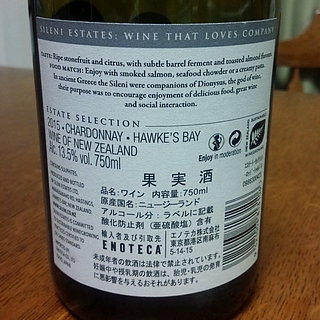 SILENI ESTATES: WINE THAT LOVES COMPANY
TASTE: Ripe stonefruit and citrus, with subtle barrel ferment and toasted almond flavours.
FOOD MATCH: Enjoy with smoked salmon, seafood chowder or a creamy pasta.
In ancient Greece the Sileni were companions of Dionysus, the god of wine,
their purpose was to encourage enjoyment of delicious food, great wine
and social interaction.
ESTATE SELECTION
2015 • CHARDONNAY • HAWKE'S BAY
WINE OF NEW ZEALAND
Alc. 13.5% vol. 750ml
Enjoy in moderation
CONTAINS SULPHITES.
果実酒
品名:ワイン 内容量:750ml
原産国名:ニュージーランド
アルコール分:ラベルに記載
酸化防止剤(亜硫酸塩)含有
輸入者及び引取先
ENOTECA
エノテカ株式会社
東京都港区南麻布
5-14-15
未成年者の飲酒は法律で禁止されています。
妊娠中や授乳期の飲酒は、胎児・乳児の発育
に悪影響を与えるおそれがあります。